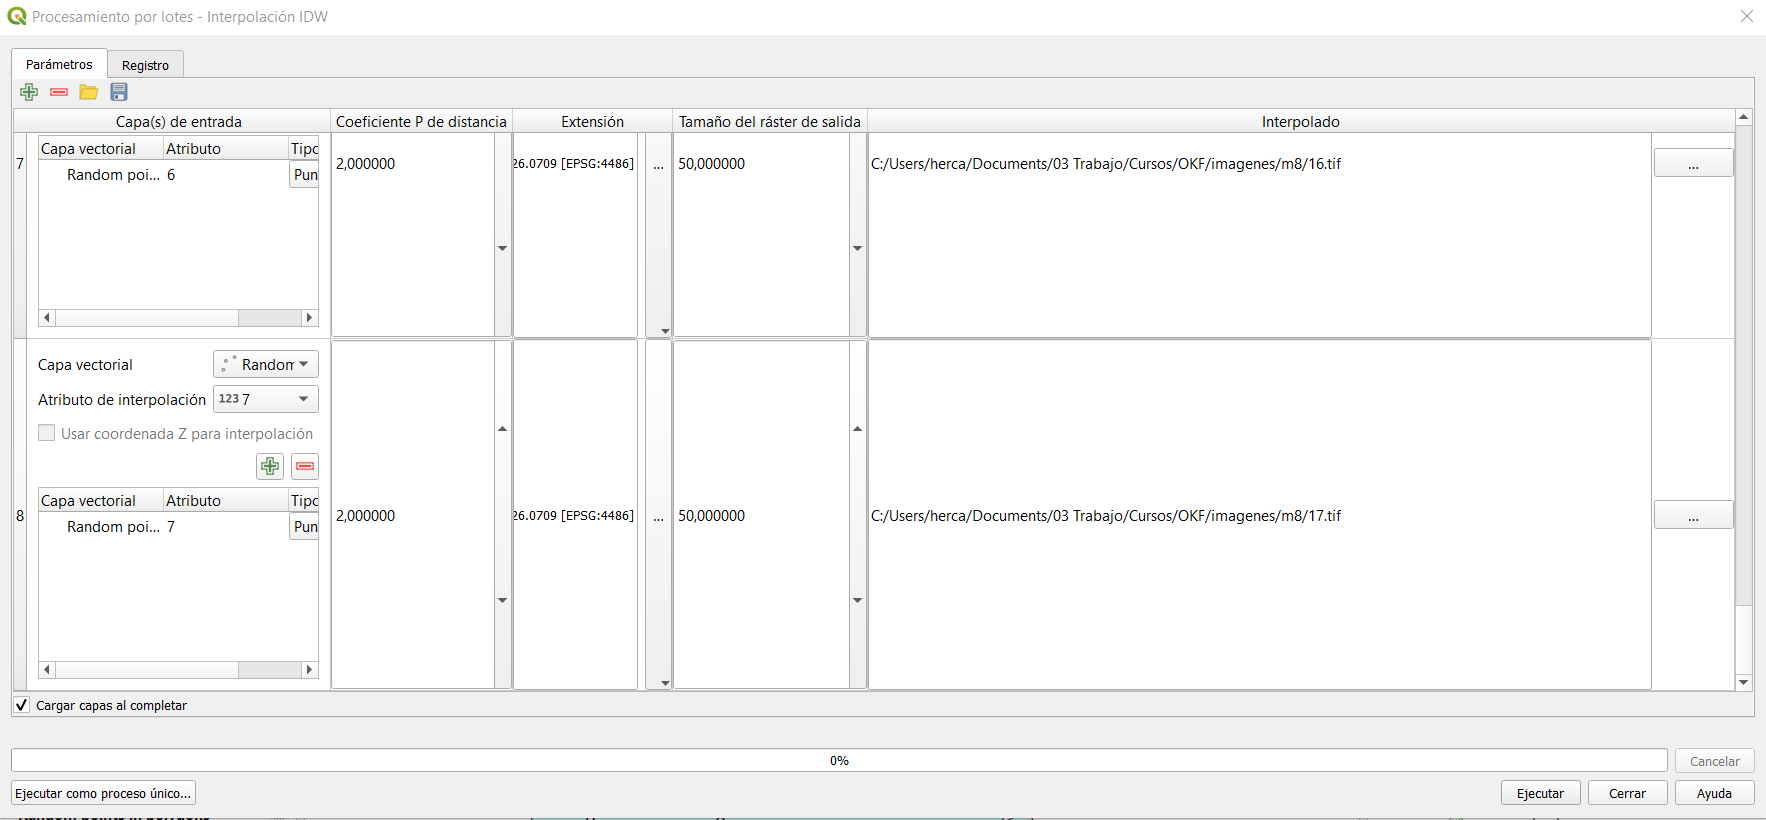 Procesamiento por lotes - Interpolación IDW
Parámetros
Registro
Capa(s) de entrada
Coeficiente P de distancia
Extensión
Tamaño del ráster de salida
Interpolado
7
Capa vectorial
Atributo
Tipo
Random poi...
6
Pun
2,000000
26.0709 [EPSG:4486]
...
50,000000
C:/Users/herca/Documents/03 Trabajo/Cursos/OKF/imagenes/m8/16.tif
...
8
Capa vectorial
Random
Atributo de interpolación
123 7
Usar coordenada Z para interpolación
Capa vectorial
Atributo
Tipo
Random poi...
7
Pun
2,000000
26.0709 [EPSG:4486]
...
50,000000
C:/Users/herca/Documents/03 Trabajo/Cursos/OKF/imagenes/m8/17.tif
...
Cargar capas al completar
0%
Cancelar
Ejecutar como proceso único...
Ejecutar
Cerrar
Ayuda